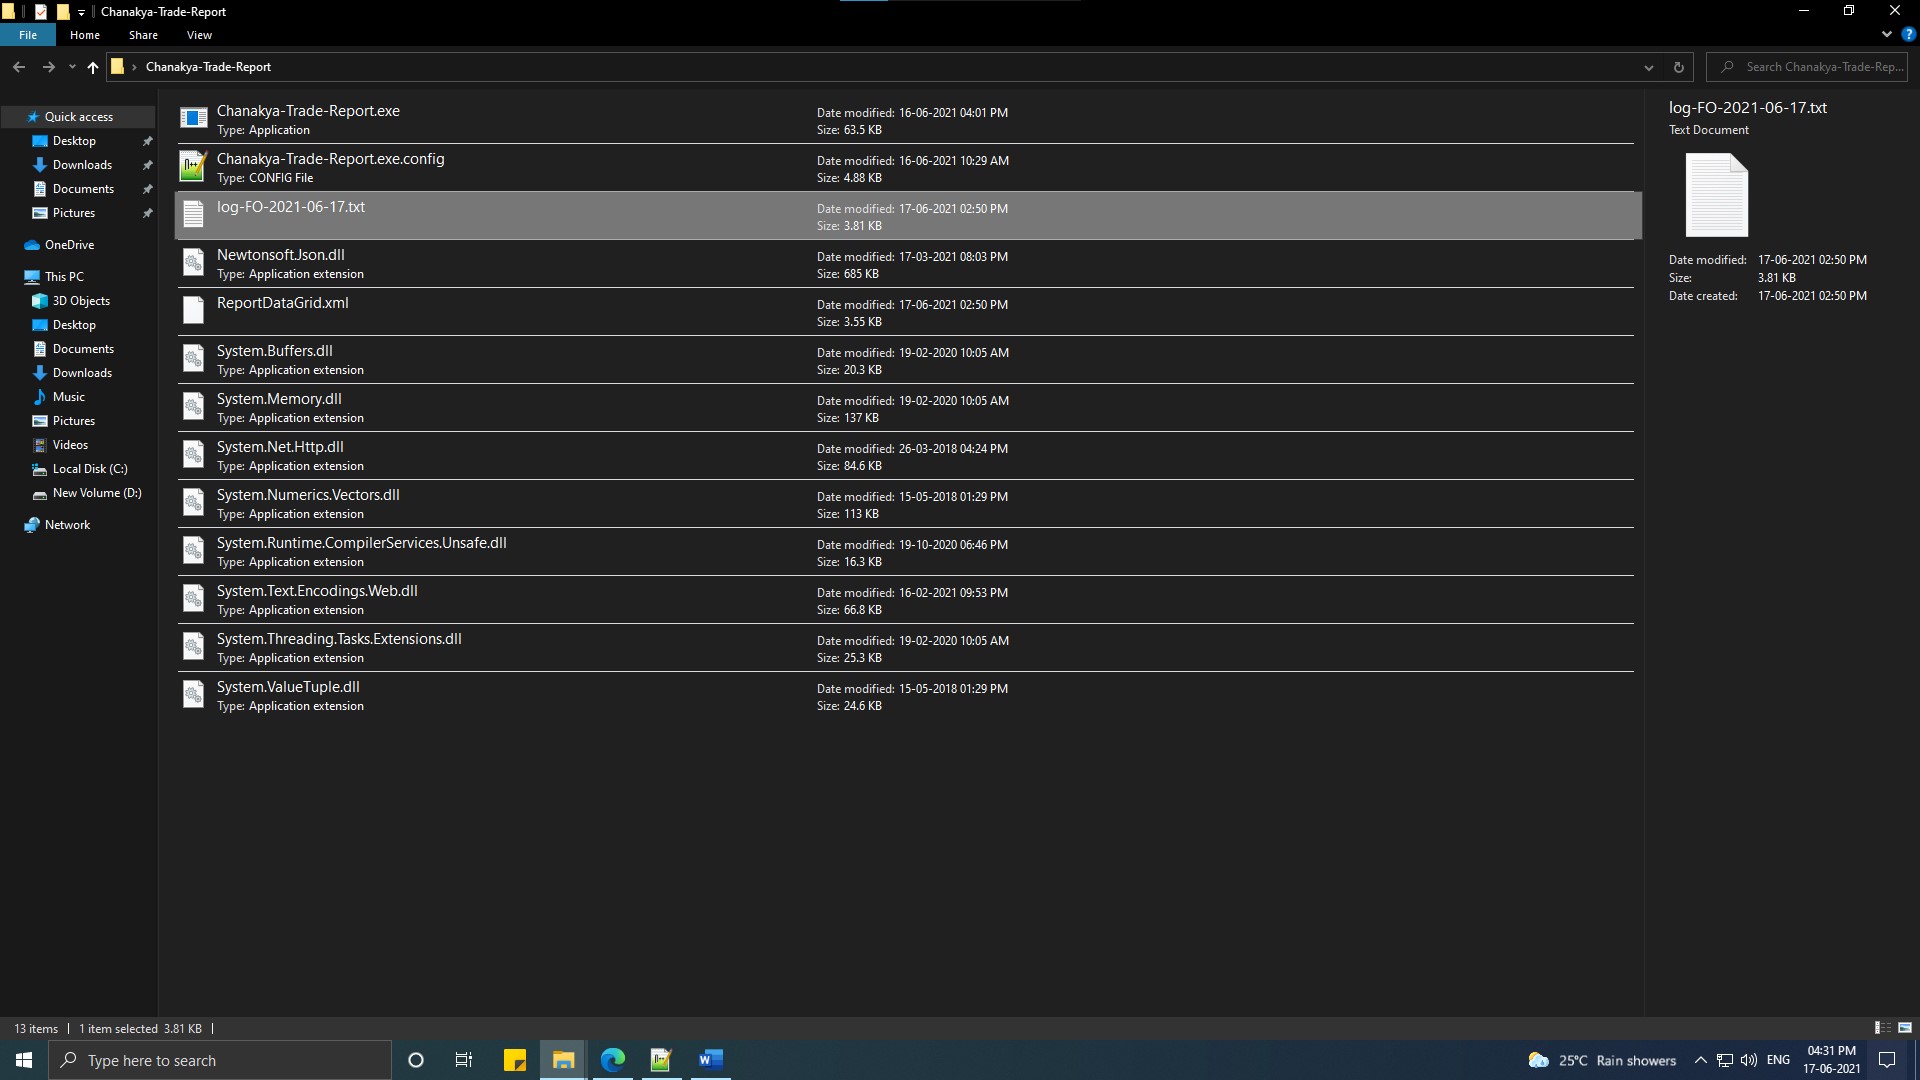 Chanakya-Trade-Report
File Home Share View
Chanakya-Trade-Report
Search Chanakya-Trade-Rep...
Quick access
Desktop
Downloads
Documents
Pictures
OneDrive
This PC
3D Objects
Desktop
Documents
Downloads
Music
Pictures
Videos
Local Disk (C:)
New Volume (D:)
Network
Chanakya-Trade-Report.exe
Type: Application
Date modified: 16-06-2021 04:01 PM
Size: 63.5 KB
Chanakya-Trade-Report.exe.config
Type: CONFIG File
Date modified: 16-06-2021 10:29 AM
Size: 4.88 KB
log-FO-2021-06-17.txt
Date modified: 17-06-2021 02:50 PM
Size: 3.81 KB
Newtonsoft.Json.dll
Type: Application extension
Date modified: 17-03-2021 08:03 PM
Size: 685 KB
ReportDataGrid.xml
Date modified: 17-06-2021 02:50 PM
Size: 3.55 KB
System.Buffers.dll
Type: Application extension
Date modified: 19-02-2020 10:05 AM
Size: 20.3 KB
System.Memory.dll
Type: Application extension
Date modified: 19-02-2020 10:05 AM
Size: 137 KB
System.Net.Http.dll
Type: Application extension
Date modified: 26-03-2018 04:24 PM
Size: 84.6 KB
System.Numerics.Vectors.dll
Type: Application extension
Date modified: 15-05-2018 01:29 PM
Size: 113 KB
System.Runtime.CompilerServices.Unsafe.dll
Type: Application extension
Date modified: 19-10-2020 06:46 PM
Size: 16.3 KB
System.Text.Encodings.Web.dll
Type: Application extension
Date modified: 16-02-2021 09:53 PM
Size: 66.8 KB
System.Threading.Tasks.Extensions.dll
Type: Application extension
Date modified: 19-02-2020 10:05 AM
Size: 25.3 KB
System.ValueTuple.dll
Type: Application extension
Date modified: 15-05-2018 01:29 PM
Size: 24.6 KB
log-FO-2021-06-17.txt
Text Document
Date modified: 17-06-2021 02:50 PM
Size: 3.81 KB
Date created: 17-06-2021 02:50 PM
13 items 1 item selected 3.81 KB
Type here to search
25°C Rain showers
ENG
04:31 PM
17-06-2021